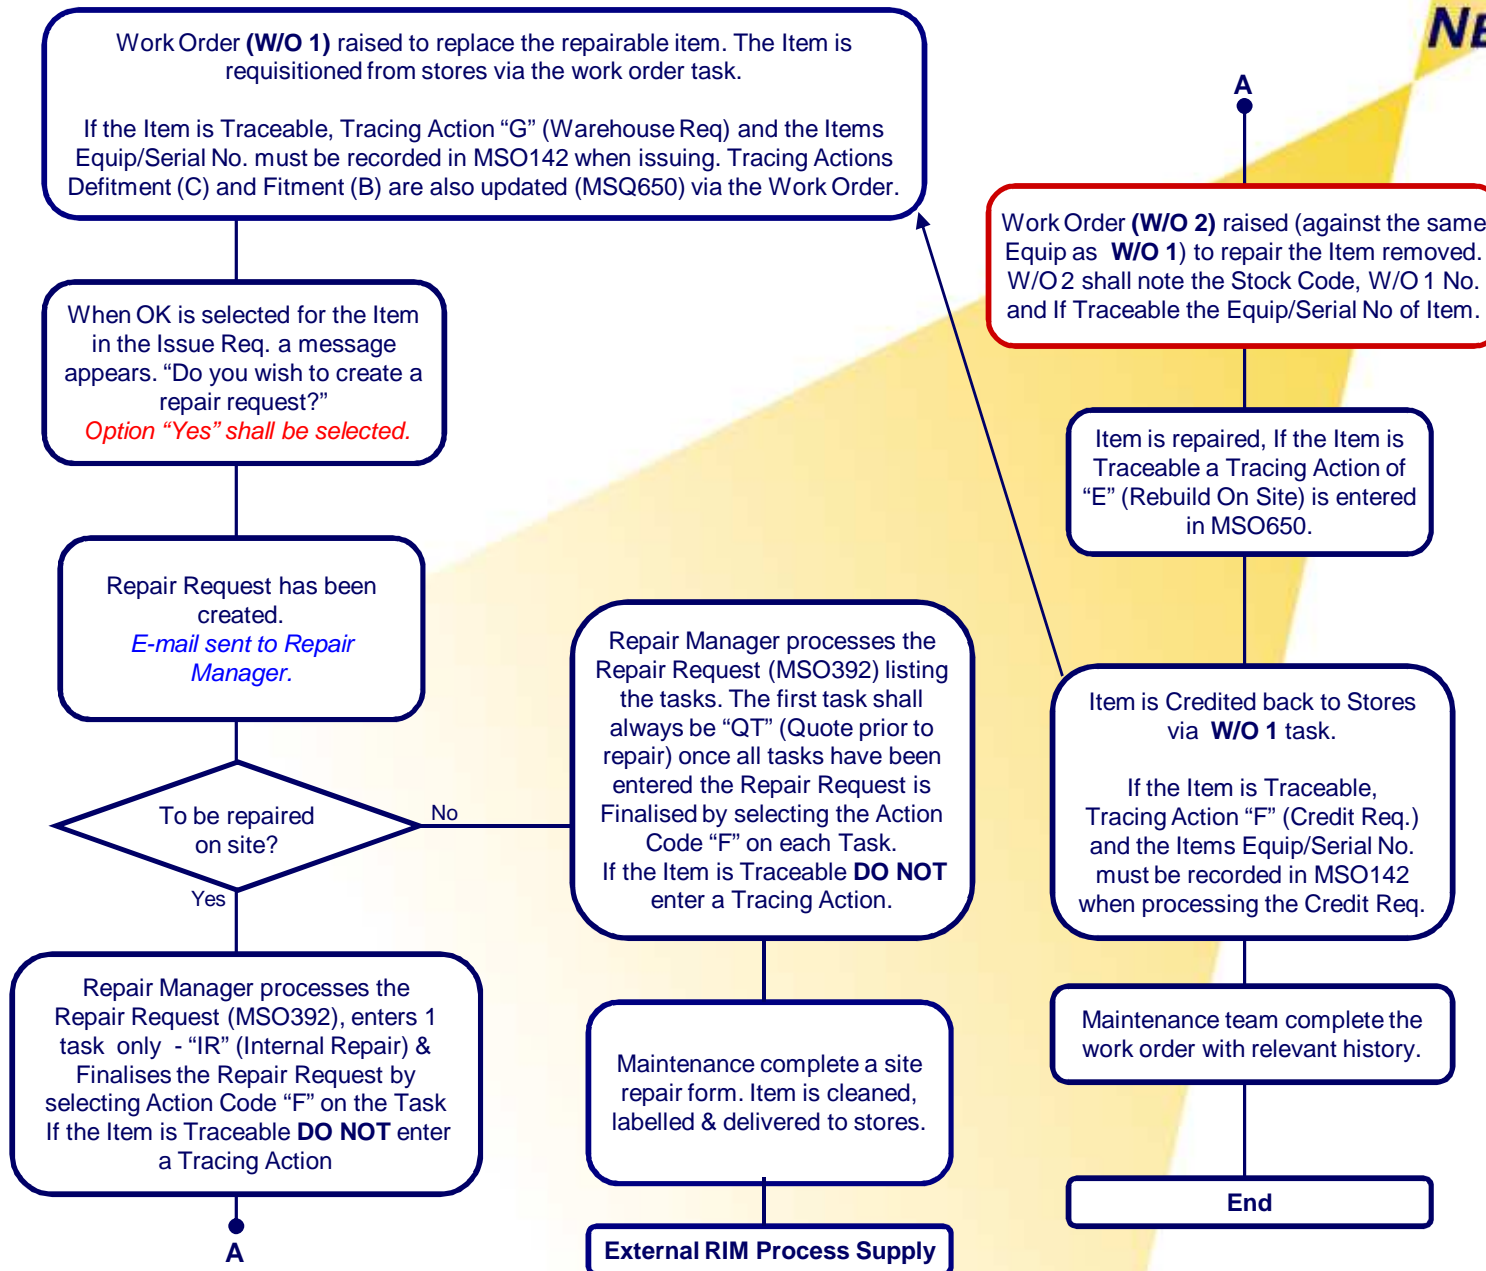 Work Order (W/O 1) raised to replace the repairable item. The Item is
requisitioned from stores via the work order task.
If the Item is Traceable, Tracing Action “G” (Warehouse Req) and the Items
Equip/Serial No. must be recorded in MSO142 when issuing. Tracing Actions
Defitment (C) and Fitment (B) are also updated (MSQ650) via the Work Order.
When OK is selected for the Item
in the Issue Req. a message
appears. “Do you wish to create a
repair request?”
Option “Yes” shall be selected.
Repair Request has been
created.
E-mail sent to Repair
Manager.
To be repaired
on site?
No
Yes
Repair Manager processes the
Repair Request (MSO392), enters 1
task only - “IR” (Internal Repair) &
Finalises the Repair Request by
selecting Action Code “F” on the Task
If the Item is Traceable DO NOT enter
a Tracing Action
A
Repair Manager processes the
Repair Request (MSO392) listing
the tasks. The first task shall
always be “QT” (Quote prior to
repair) once all tasks have been
entered the Repair Request is
Finalised by selecting the Action
Code “F” on each Task.
If the Item is Traceable DO NOT
enter a Tracing Action.
Maintenance complete a site
repair form. Item is cleaned,
labelled & delivered to stores.
External RIM Process Supply
NE
A
Work Order (W/O 2) raised (against the same
Equip as W/O 1) to repair the Item removed.
W/O 2 shall note the Stock Code, W/O 1 No.
and If Traceable the Equip/Serial No of Item.
Item is repaired, If the Item is
Traceable a Tracing Action of
“E” (Rebuild On Site) is entered
in MSO650.
Item is Credited back to Stores
via W/O 1 task.
If the Item is Traceable,
Tracing Action “F” (Credit Req.)
and the Items Equip/Serial No.
must be recorded in MSO142
when processing the Credit Req.
Maintenance team complete the
work order with relevant history.
End